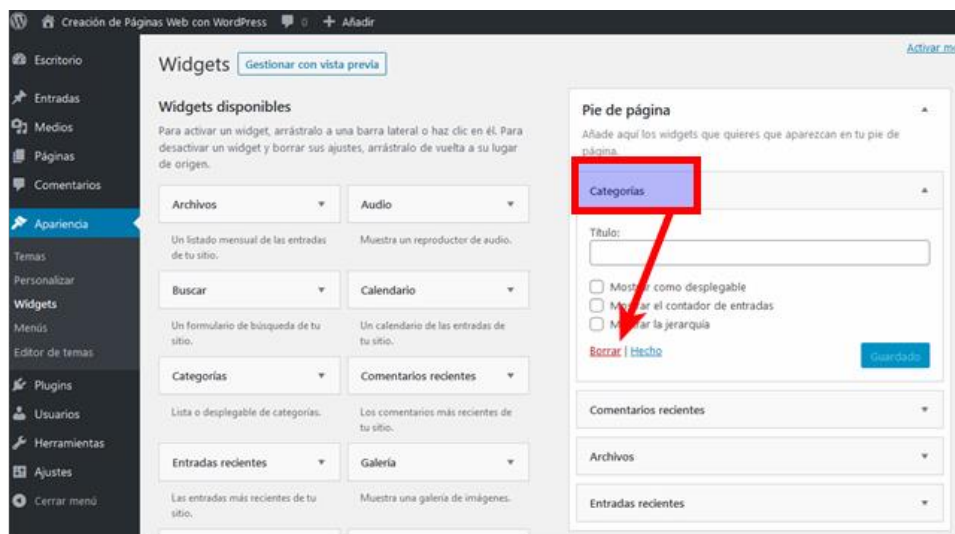 Creación de Páginas Web con WordPress 0 + Añadir
Escritorio
Entradas
Medios
Páginas
Comentarios
Apariencia
Temas
Personalizar
Widgets
Menús
Editor de temas
Plugins
Usuarios
Herramientas
Ajustes
Cerrar menú
Activar
Widgets
Gestionar con vista previa
Widgets disponibles
Para activar un widget, arrástralo a una barra lateral o haz clic en él. Para
desactivar un widget y borrar sus ajustes, arrástralo de vuelta a su lugar
de origen.
Archivos
Un listado mensual de las entradas
de tu sitio.
Audio
Muestra un reproductor de audio.
Buscar
Un formulario de búsqueda de tu
sitio.
Calendario
Un calendario de las entradas de
tu sitio.
Categorías
Lista o desplegable de categorías.
Comentarios recientes
Los comentarios más recientes de
tu sitio.
Entradas recientes
Las entradas más recientes de tu
sitio.
Galería
Muestra una galería de imágenes.
Pie de página
Añade aquí los widgets que quieres que aparezcan en tu pie de
página.
Categorías
Título:
Mostrar como desplegable
Mostrar el contador de entradas
Mostrar la jerarquía
Borrar | Hecho
Guardado
Comentarios recientes
Archivos
Entradas recientes